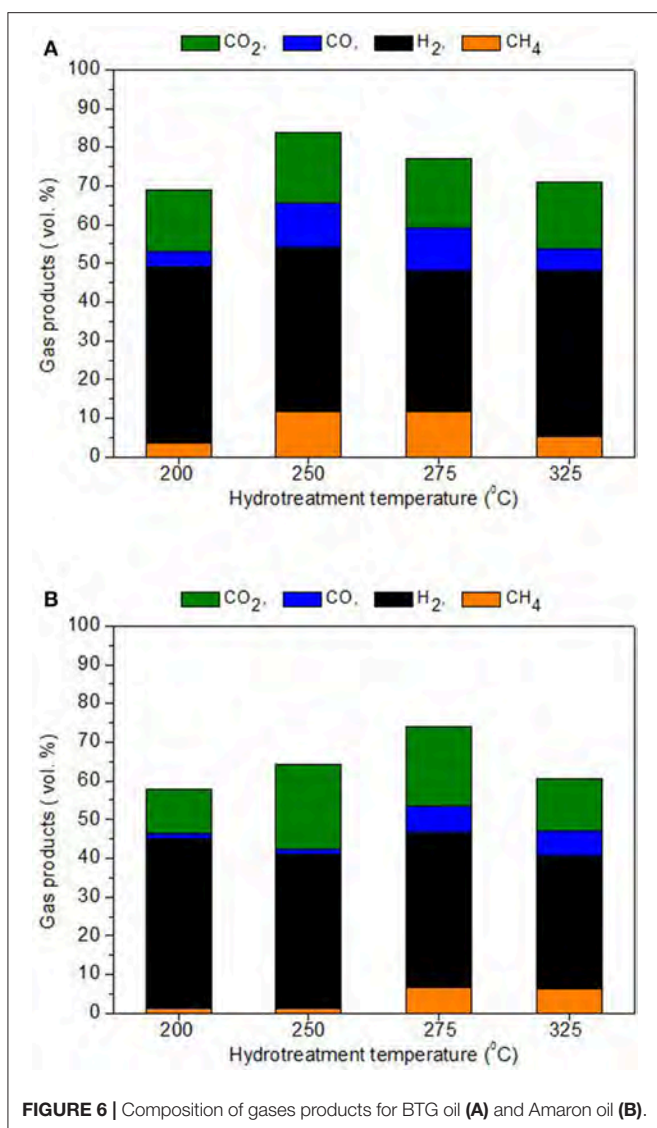 A
CO2, CO, H2, CH4
100
90
80
70
60
50
40
30
20
10
0
Gas products ( vol. %)
200 250 275 325
Hydrotreatment temperature (⁰C)
B
CO2, CO, H2, CH4
100
90
80
70
60
50
40
30
20
10
0
Gas products ( vol. %)
200 250 275 325
Hydrotreatment temperature (⁰C)
FIGURE 6 | Composition of gases products for BTG oil (A) and Amaron oil (B).